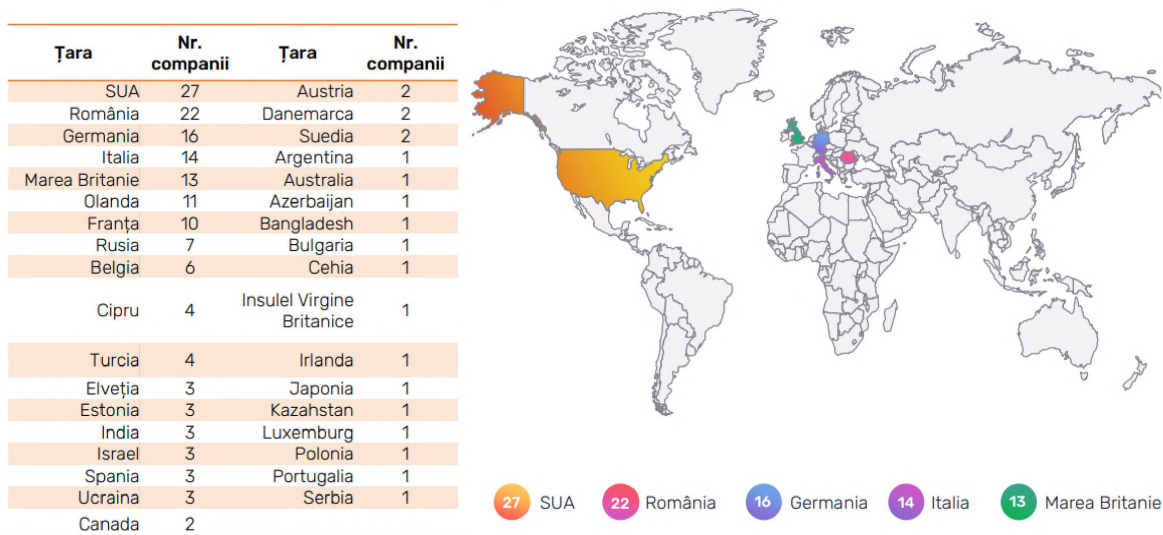 Țara Nr. companii Țara Nr. companii
SUA 27 Austria 2
România 22 Danemarca 2
Germania 16 Suedia 2
Italia 14 Argentina 1
Marea Britanie 13 Australia 1
Olanda 11 Azerbaijan 1
Franța 10 Bangladesh 1
Rusia 7 Bulgaria 1
Belgia 6 Cehia 1
Cipru 4 Insulel Virgine Britanice 1
Turcia 4 Irlanda 1
Elveția 3 Japonia 1
Estonia 3 Kazahstan 1
India 3 Luxemburg 1
Israel 3 Polonia 1
Spania 3 Portugalia 1
Ucraina 3 Serbia 1
Canada 2
27 SUA 22 România 16 Germania 14 Italia 13 Marea Britanie